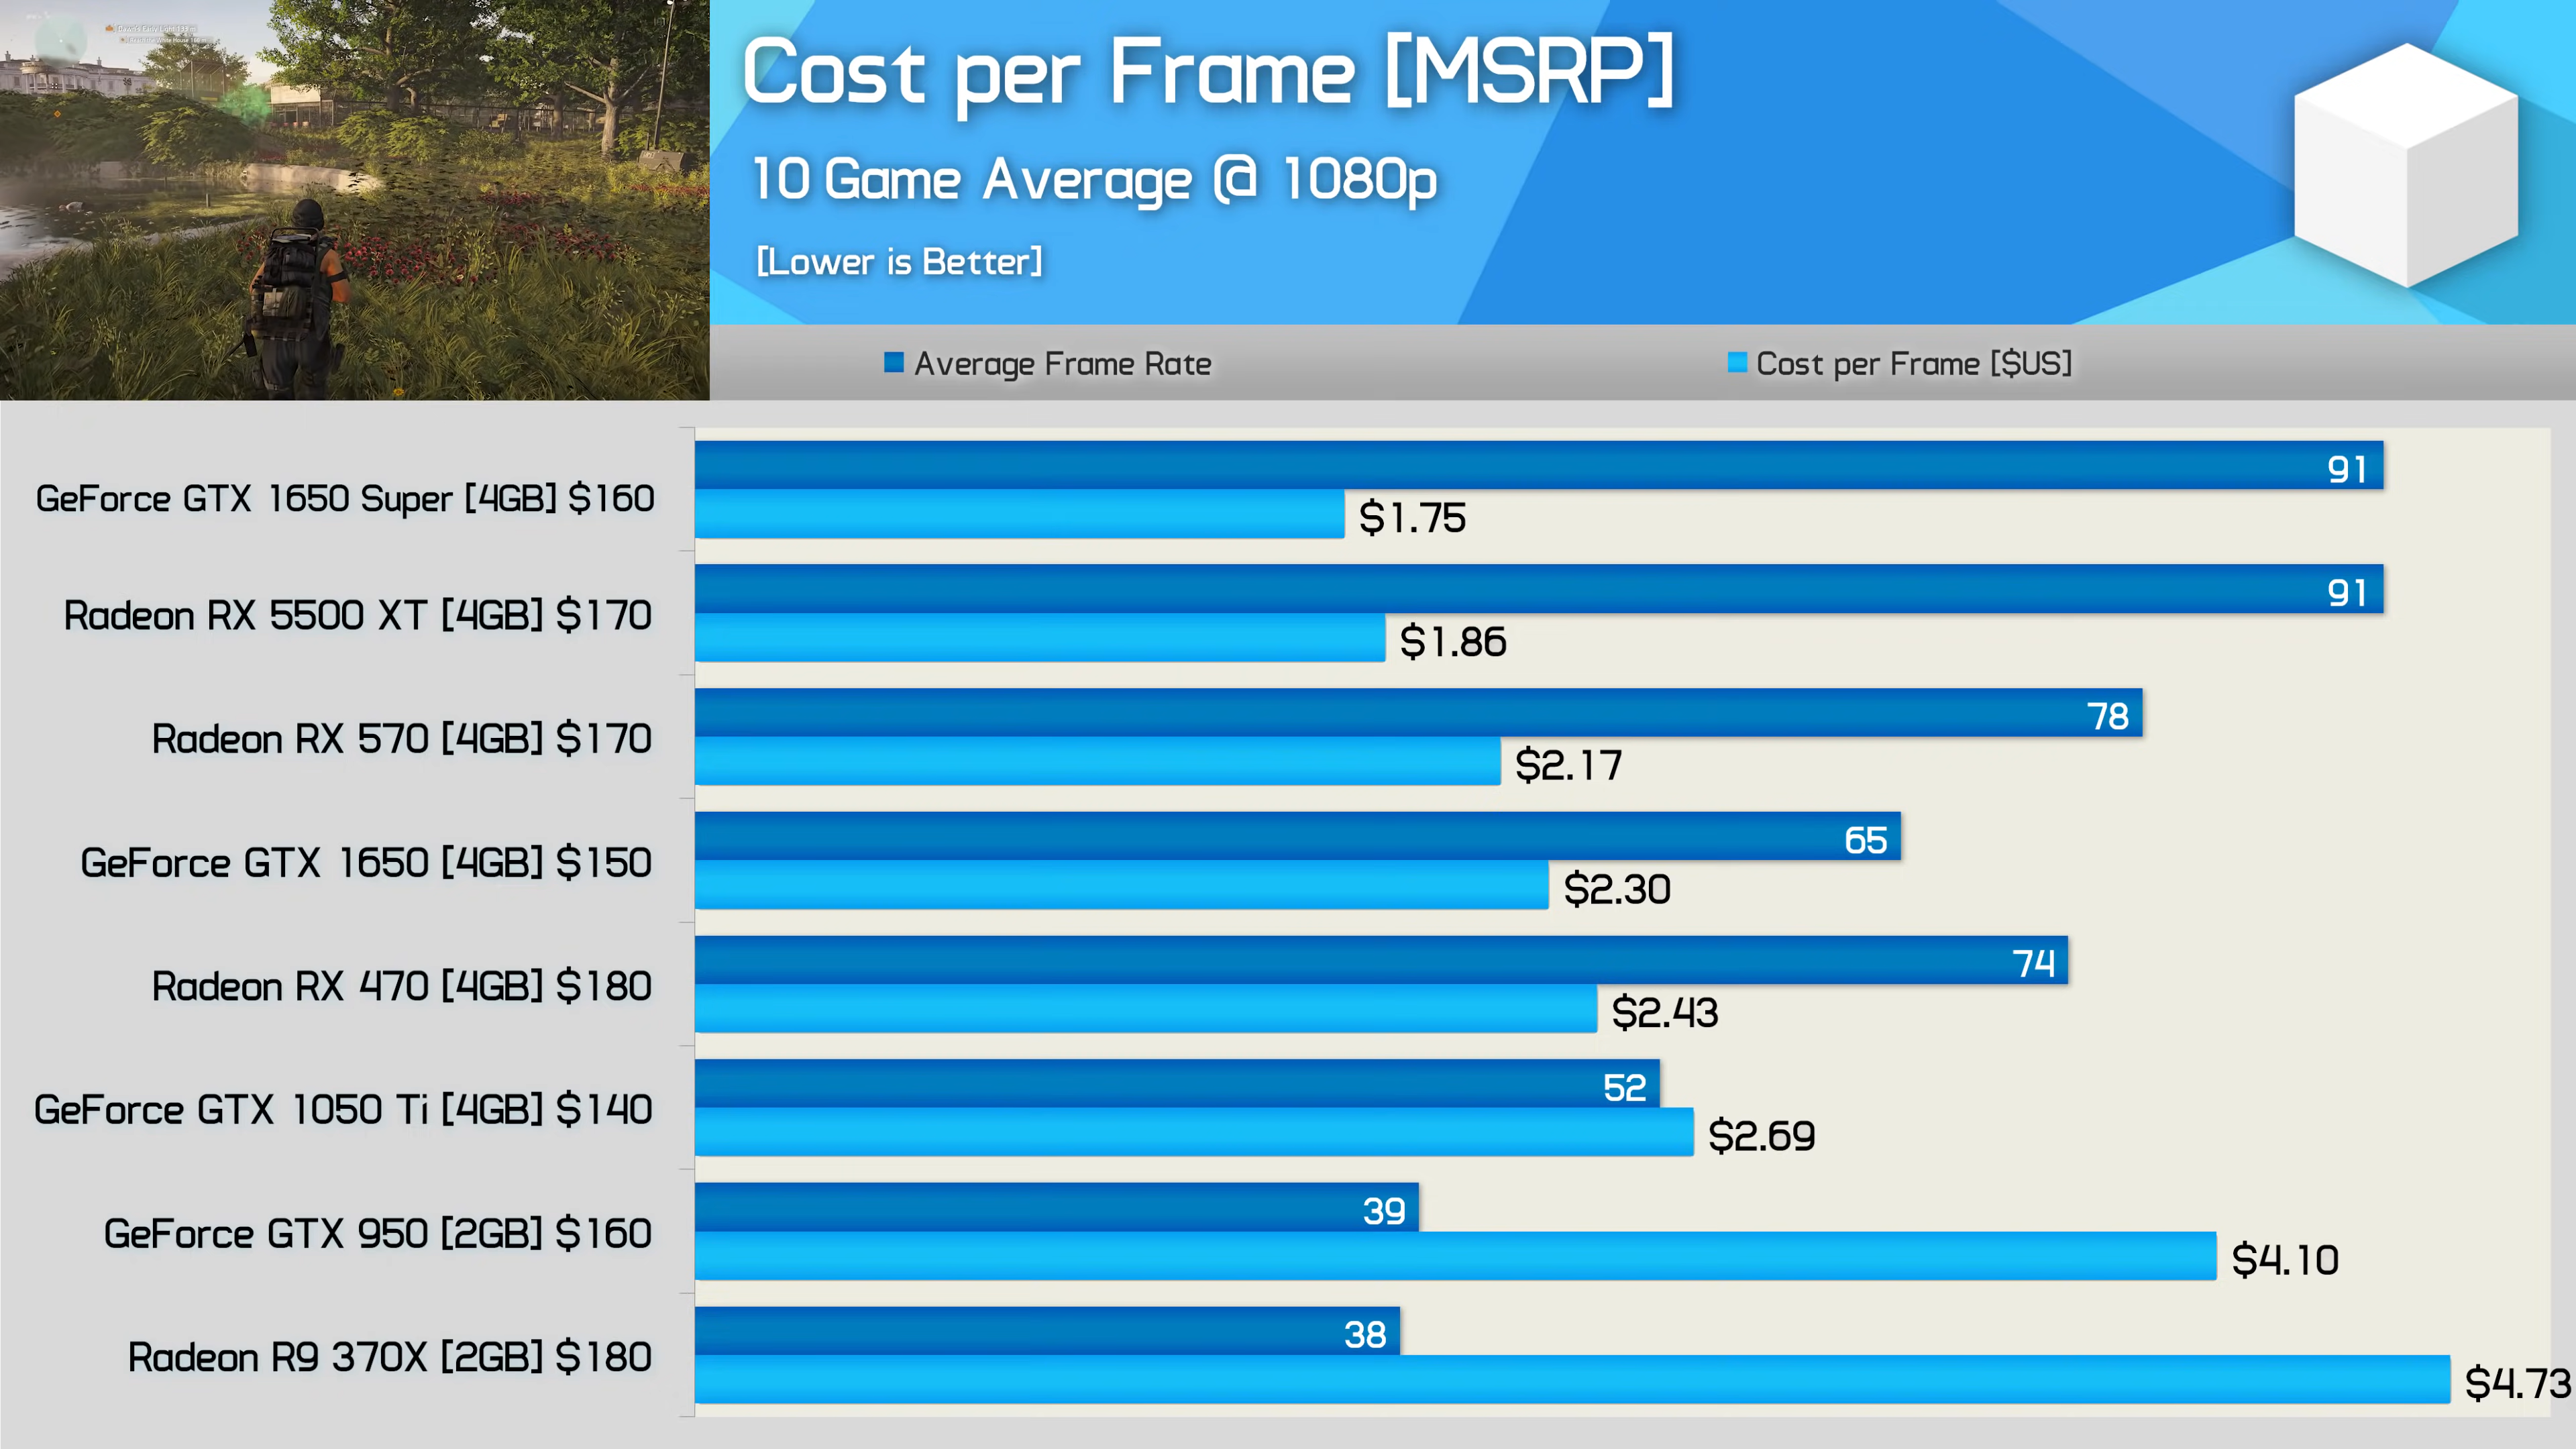 Cost per Frame [MSRP]
10 Game Average @ 1080p
[Lower is Better]
Average Frame Rate
Cost per Frame [$US]
GeForce GTX 1650 Super [4GB] $160
91
$1.75
Radeon RX 5500 XT [4GB] $170
91
$1.86
Radeon RX 570 [4GB] $170
78
$2.17
GeForce GTX 1650 [4GB] $150
65
$2.30
Radeon RX 470 [4GB] $180
74
$2.43
GeForce GTX 1050 Ti [4GB] $140
52
$2.69
GeForce GTX 950 [2GB] $160
39
$4.10
Radeon R9 370X [2GB] $180
38
$4.73